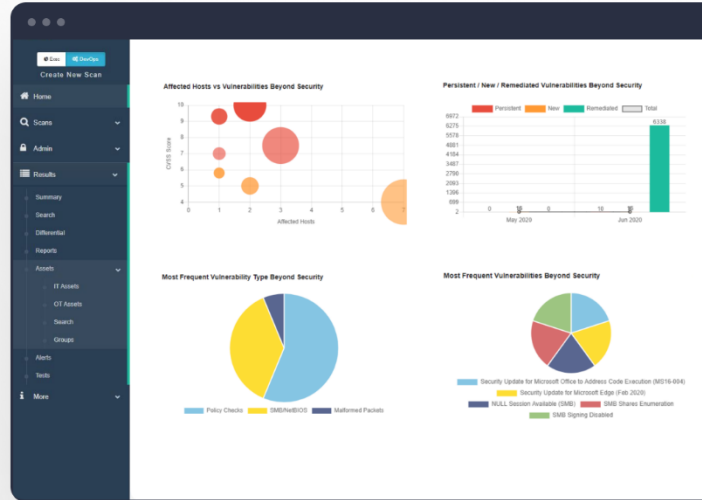 Exec DevOps
Create New Scan
Home
Scans
Admin
Results
Summary
Search
Differential
Reports
Assets
IT Assets
OT Assets
Search
Groups
Alerts
Tests
More
Affected Hosts vs Vulnerabilities Beyond Security
CVSS Score
10
9
8
7
6
5
4
0 1 2 3 4 5 6 7
Affected Hosts
Persistent / New / Remediated Vulnerabilities Beyond Security
Persistent New Remediated Total
6972
6275
5578
4881
4184
3487
2790
2093
1396
699
2
0 18 0 18 18 6336
May 2020 Jun 2020
Most Frequent Vulnerability Type Beyond Security
Policy Checks SMB/NetBIOS Malformed Packets
Most Frequent Vulnerabilities Beyond Security
Security Update for Microsoft Office to Address Code Execution (MS16-004)
Security Update for Microsoft Edge (Feb 2020)
NULL Session Available (SMB) SMB Shares Enumeration
SMB Signing Disabled